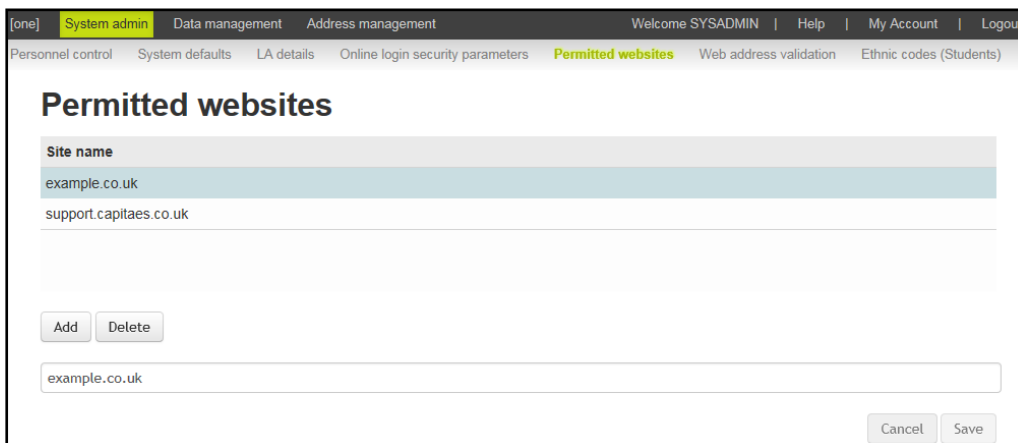 [one] System admin Data management Address management Welcome SYSADMIN | Help | My Account | Logou
Personnel control System defaults LA details Online login security parameters Permitted websites Web address validation Ethnic codes (Students)
Permitted websites
Site name
example.co.uk
support.capitaes.co.uk
Add Delete
example.co.uk
Cancel Save